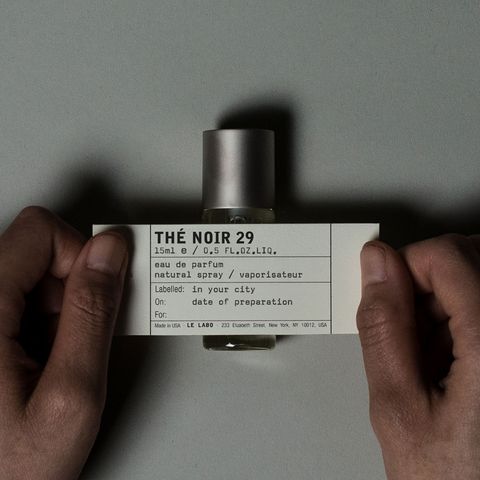 THÉ NOIR 29
15ml e / 0.5 FL.OZ.LIQ.
eau de parfum
natural spray / vaporisateur
Labelled: in your city
On: date of preparation
For:
Made in USA · LE LABO · 233 Elizabeth Street, New York, NY 10012, USA